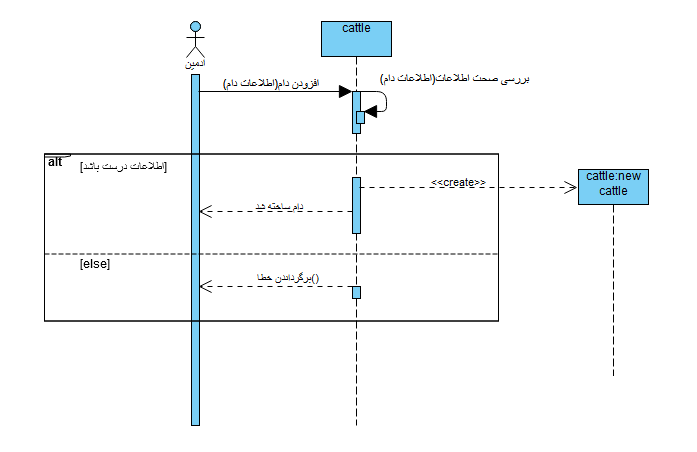 cattle
ادمین
افزودن دام(اطلاعات دام)
بررسی صحت اطلاعات(اطلاعات دام)
alt
[اطلاعات درست باشد]
cattle:new
cattle
<<create>>
دام ساخته شد
[else]
برگرداندن خطا()